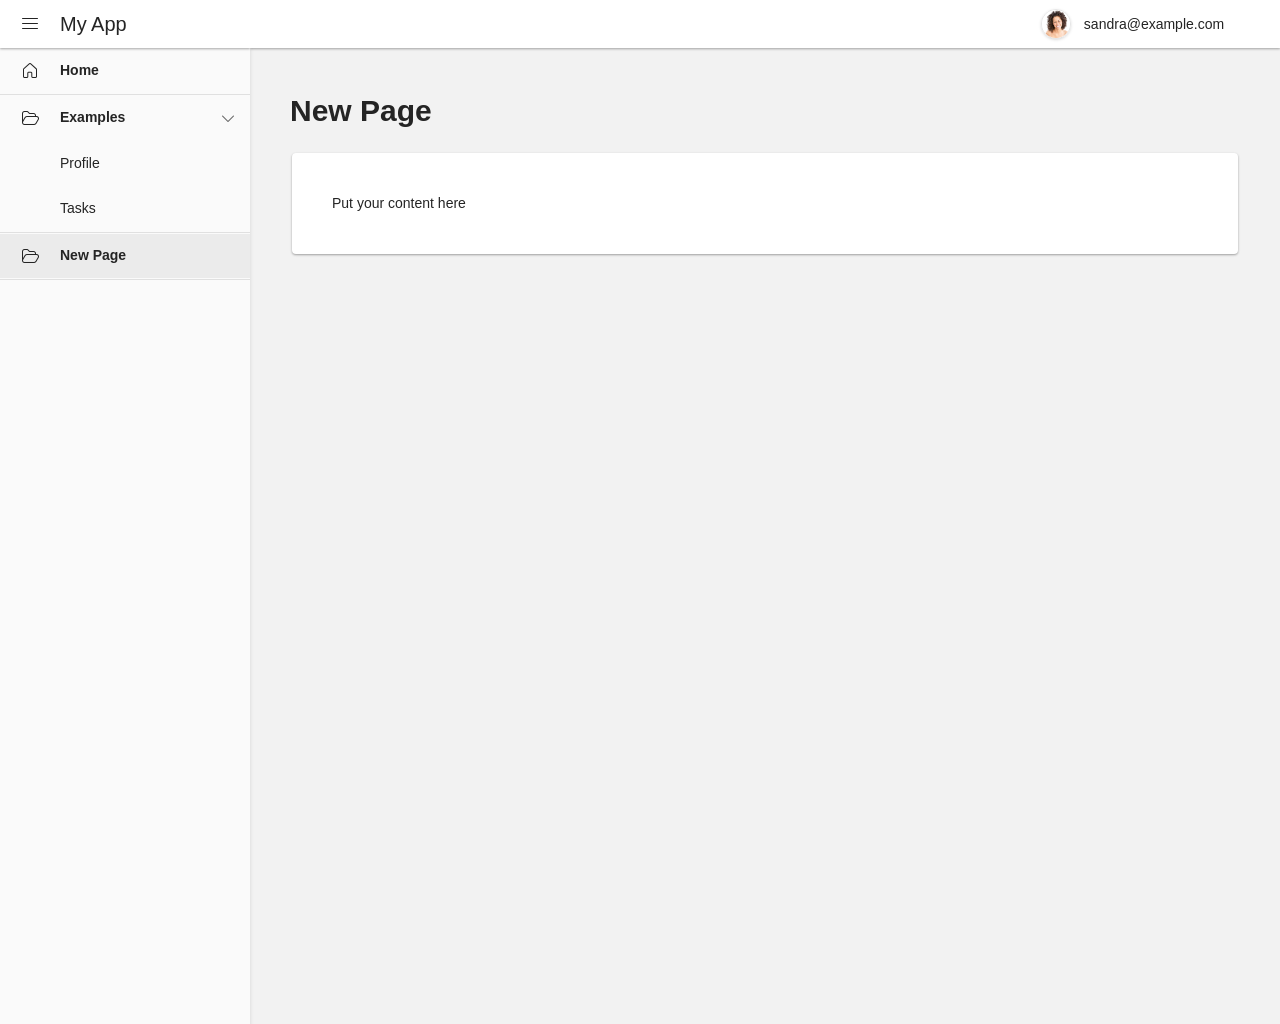 My App
sandra@example.com
Home
Examples
Profile
Tasks
New Page
New Page
Put your content here